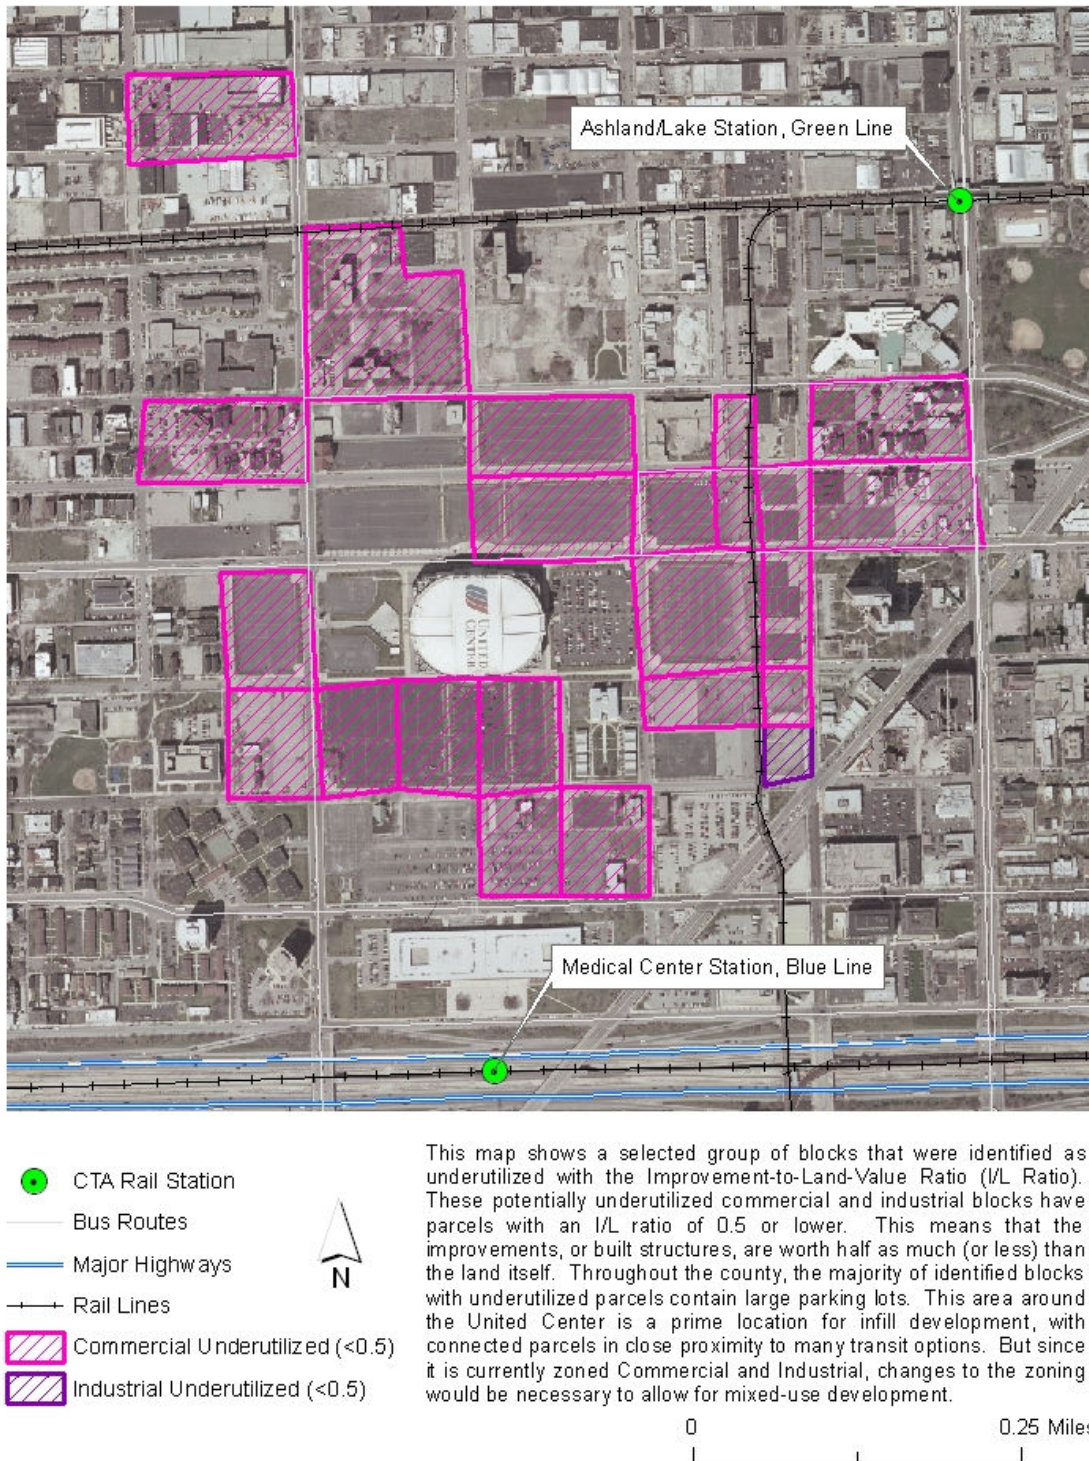 Ashland/Lake Station, Green Line
UNITED
CENTER
Medical Center Station, Blue Line
CTA Rail Station
Bus Routes
Major Highways
Rail Lines
Commercial Underutilized (<0.5)
Industrial Underutilized (<0.5)
N
This map shows a selected group of blocks that were identified as
underutilized with the Improvement-to-Land-Value Ratio (I/L Ratio).
These potentially underutilized commercial and industrial blocks have
parcels with an I/L ratio of 0.5 or lower. This means that the
improvements, or built structures, are worth half as much (or less) than
the land itself. Throughout the county, the majority of identified blocks
with underutilized parcels contain large parking lots. This area around
the United Center is a prime location for infill development, with
connected parcels in close proximity to many transit options. But since
it is currently zoned Commercial and Industrial, changes to the zoning
would be necessary to allow for mixed-use development.
0 0.25 Miles